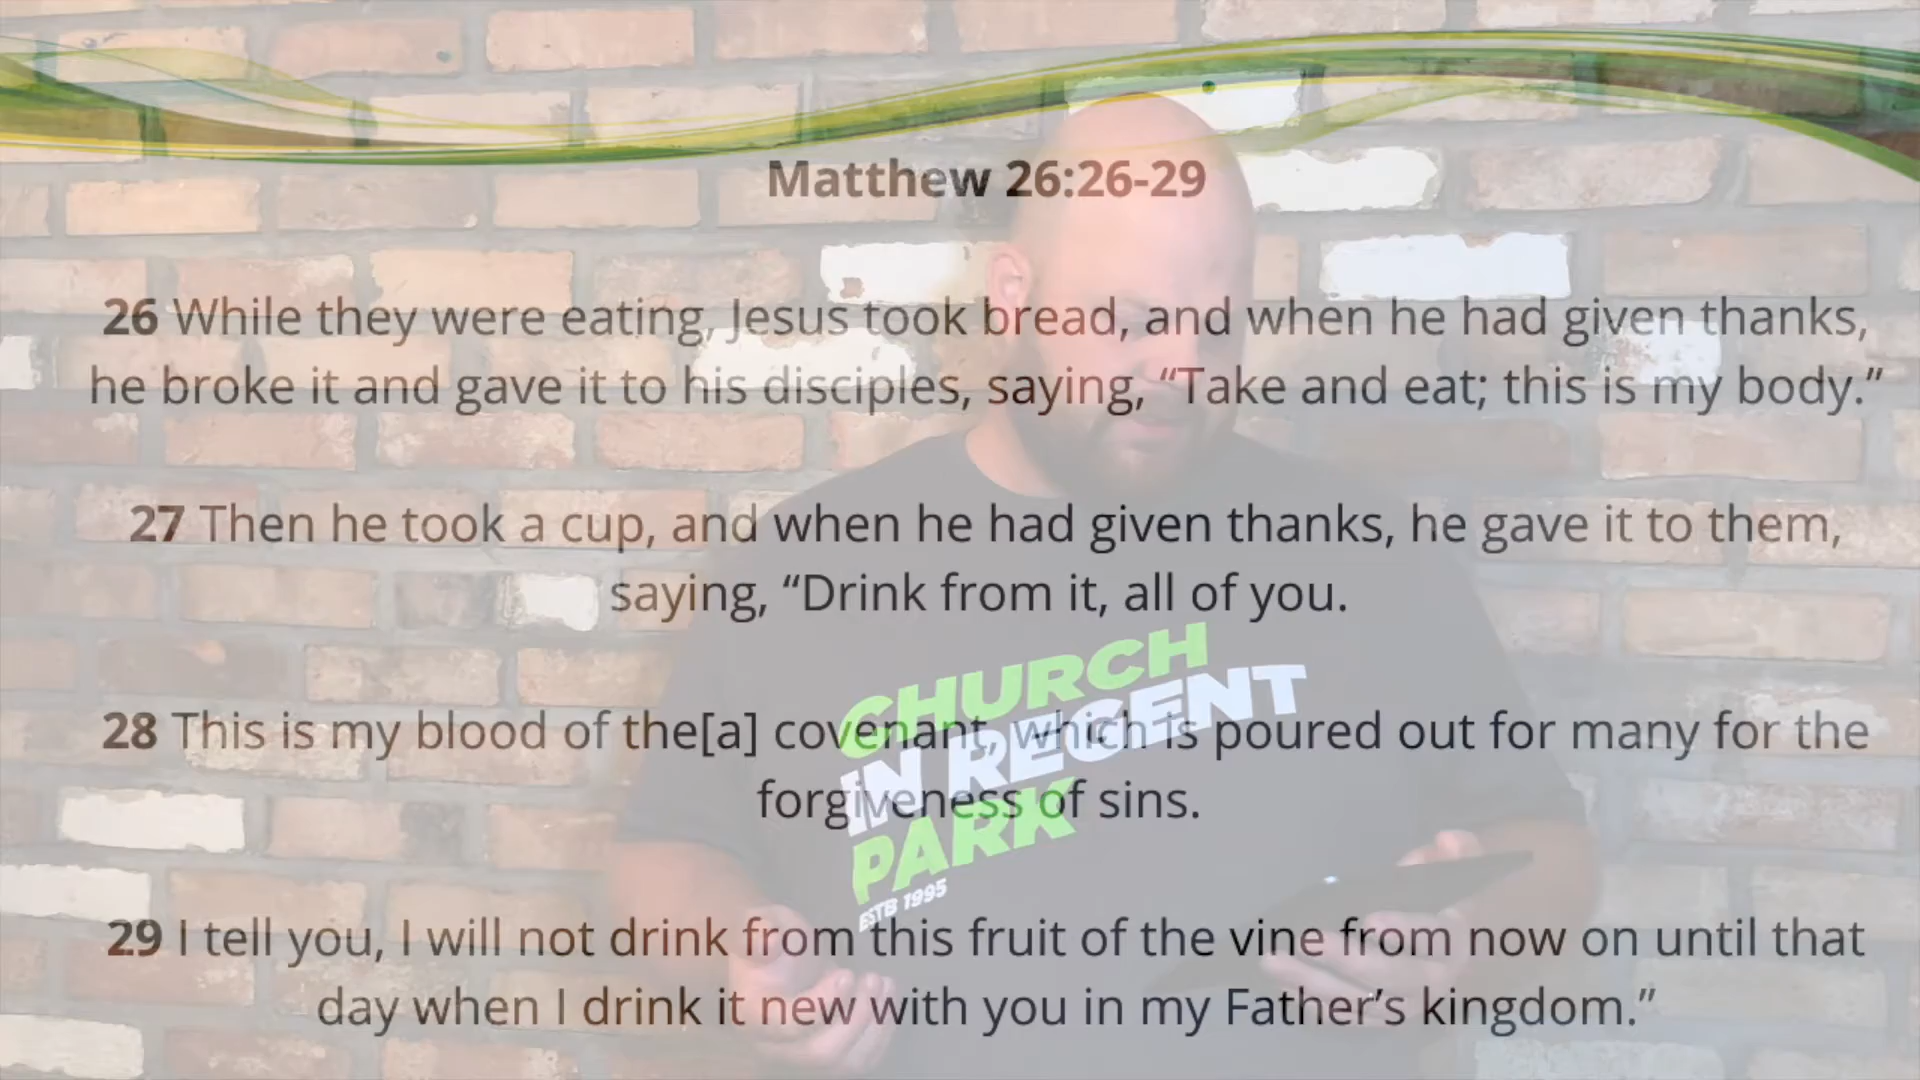 Matthew 26:26-29
26 While they were eating, Jesus took bread, and when he had given thanks,
he broke it and gave it to his disciples, saying, “Take and eat; this is my body.”
27 Then he took a cup, and when he had given thanks, he gave it to them,
saying, “Drink from it, all of you.
28 This is my blood of the[a] covenant, which is poured out for many for the
forgiveness of sins.
29 I tell you, I will not drink from this fruit of the vine from now on until that
day when I drink it new with you in my Father’s kingdom.”
CHURCH
IN REGENT
PARK
ESTB 1995